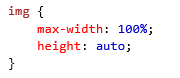 img {
    max-width: 100%;
    height: auto;
}